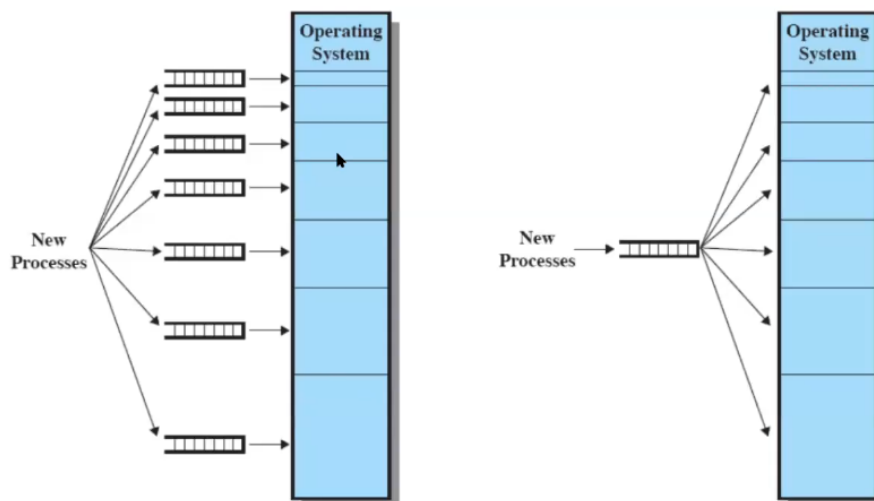 Operating
System
New
Processes
Operating
System
New
Processes